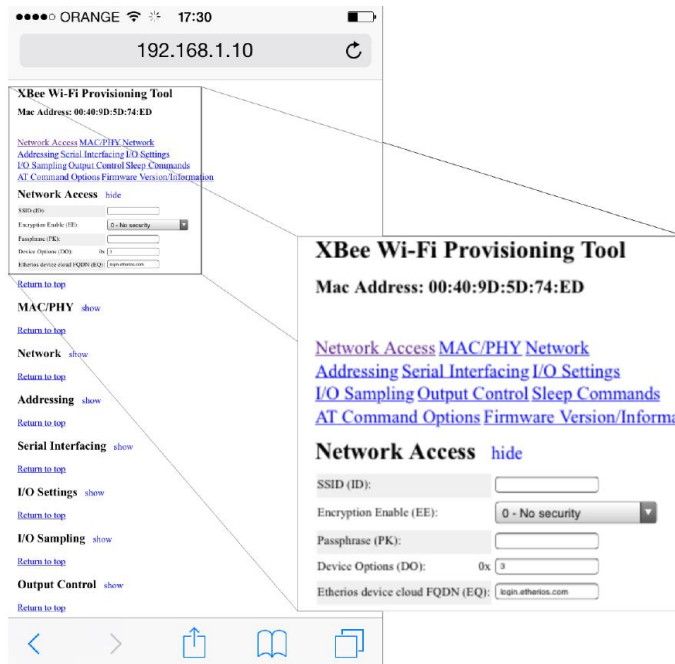 ORANGE 17:30
192.168.1.10
XBee Wi-Fi Provisioning Tool
Mac Address: 00:40:9D:5D:74:ED
Network Access MAC/PHY Network
Addressing Serial Interfacing I/O Settings
I/O Sampling Output Control Sleep Commands
AT Command Options Firmware Version/Information
Network Access hide
SSID (ID):
Encryption Enable (EE): 0 - No security
Passphrase (PK):
Device Options (DO): 0x 3
Etherios device cloud FQDN (EQ): login.etherios.com
Return to top
MAC/PHY show
Return to top
Network show
Return to top
Addressing show
Return to top
Serial Interfacing show
Return to top
I/O Settings show
Return to top
I/O Sampling show
Return to top
Output Control show
Return to top
XBee Wi-Fi Provisioning Tool
Mac Address: 00:40:9D:5D:74:ED
Network Access MAC/PHY Network
Addressing Serial Interfacing I/O Settings
I/O Sampling Output Control Sleep Commands
AT Command Options Firmware Version/Informa
Network Access hide
SSID (ID):
Encryption Enable (EE): 0 - No security
Passphrase (PK):
Device Options (DO): 0x 3
Etherios device cloud FQDN (EQ): login.etherios.com